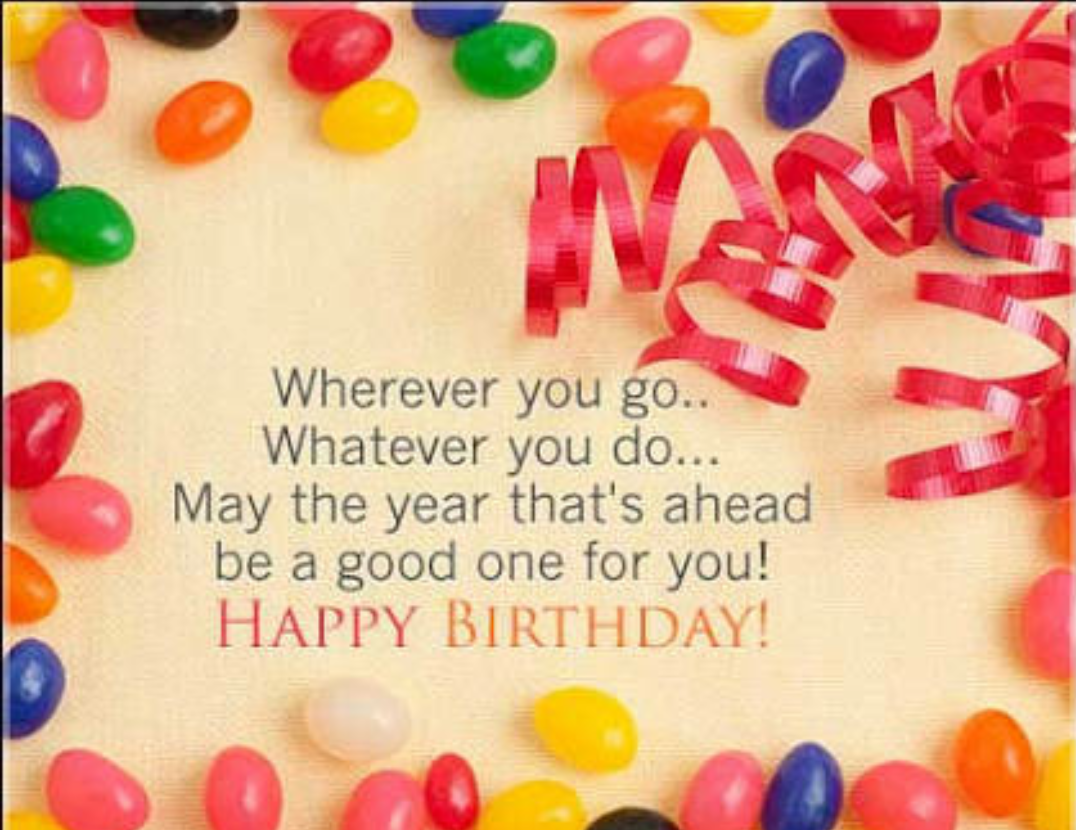 Wherever you go..
Whatever you do...
May the year that's ahead
be a good one for you!
HAPPY BIRTHDAY!